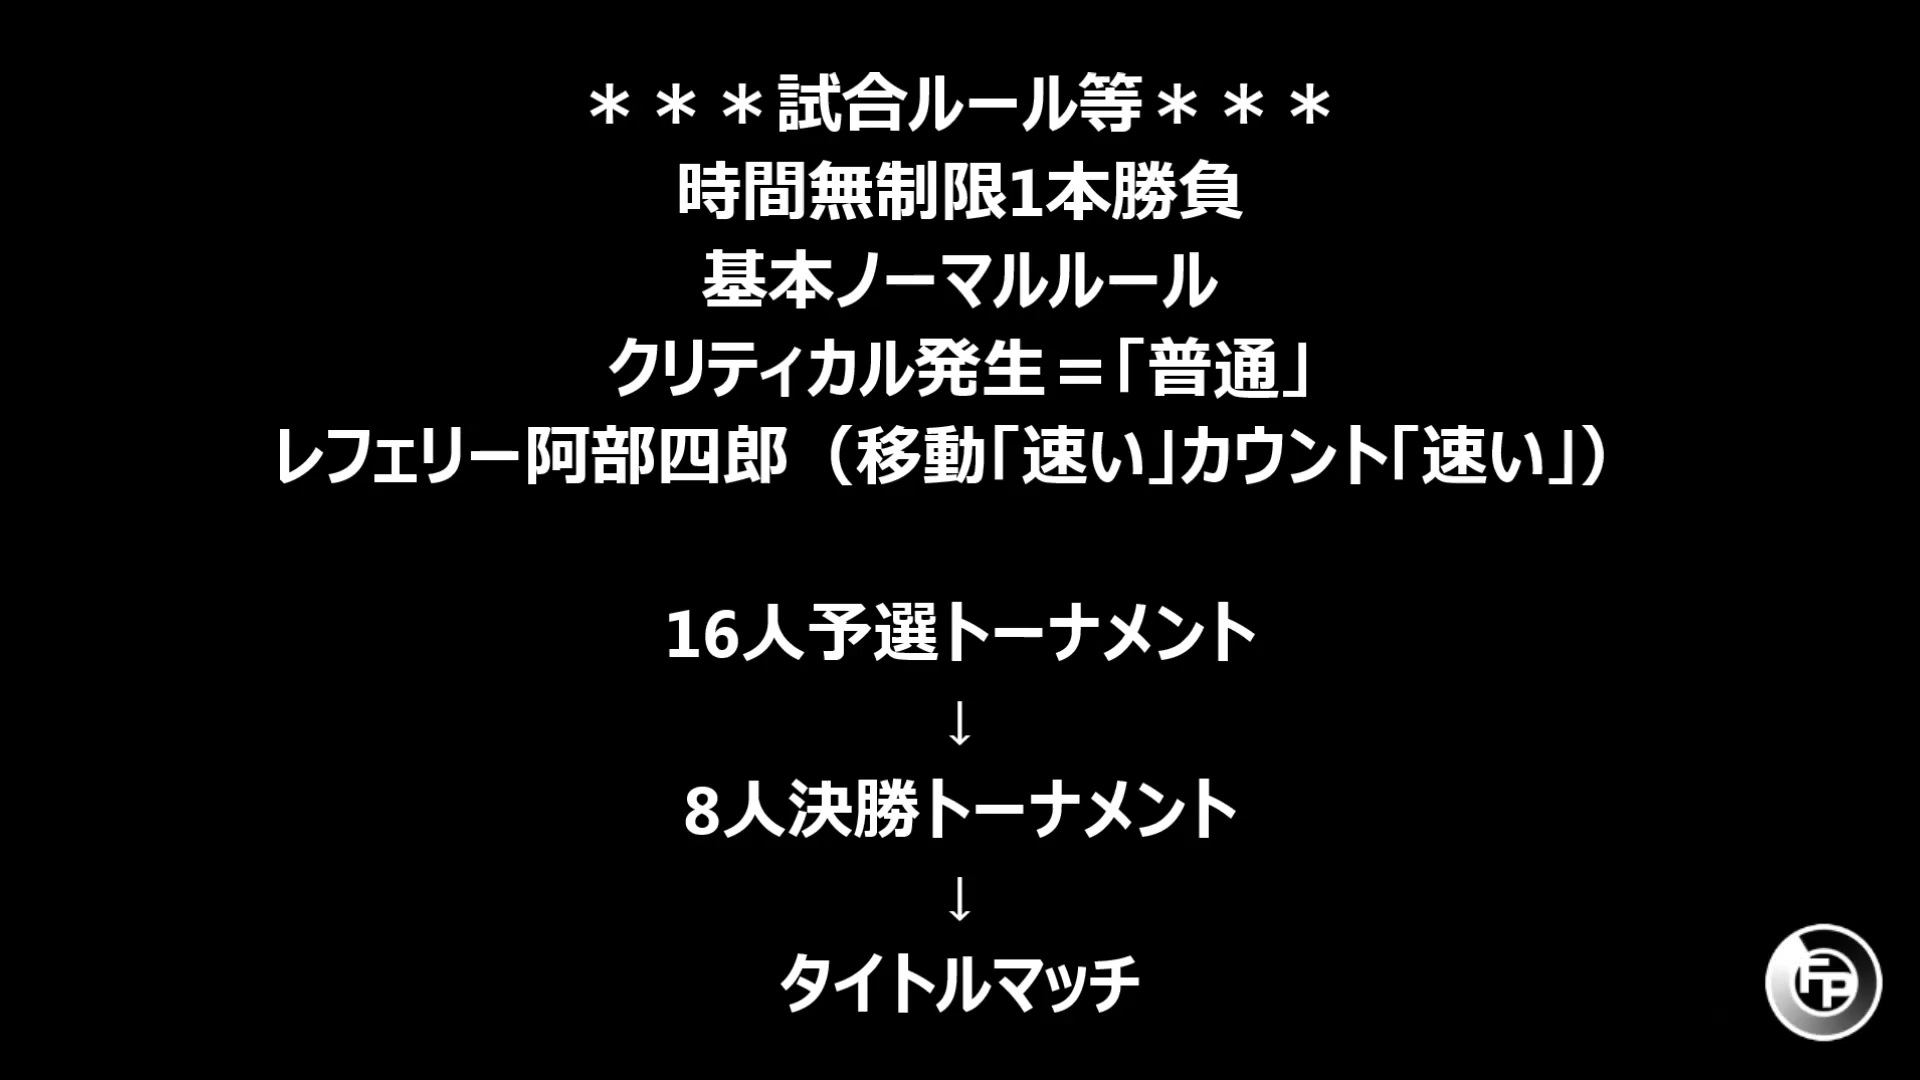 ＊＊＊試合ルール等＊＊＊
時間無制限1本勝負
基本ノーマルルール
クリティカル発生＝「普通」
レフェリー阿部四郎（移動「速い」カウント「速い」）
16人予選トーナメント
↓
8人決勝トーナメント
↓
タイトルマッチ
FP